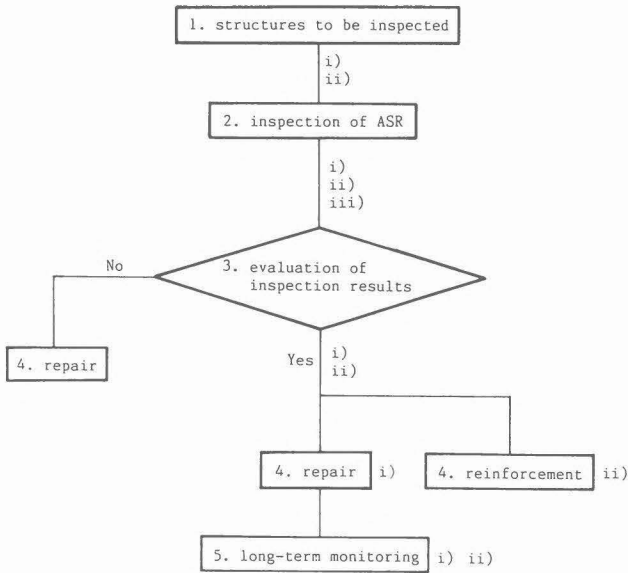 1. structures to be inspected
i)
ii)
2. inspection of ASR
i)
ii)
iii)
3. evaluation of
inspection results
No
4. repair
Yes
i)
ii)
4. repair i)
4. reinforcement ii)
5. long-term monitoring i) ii)